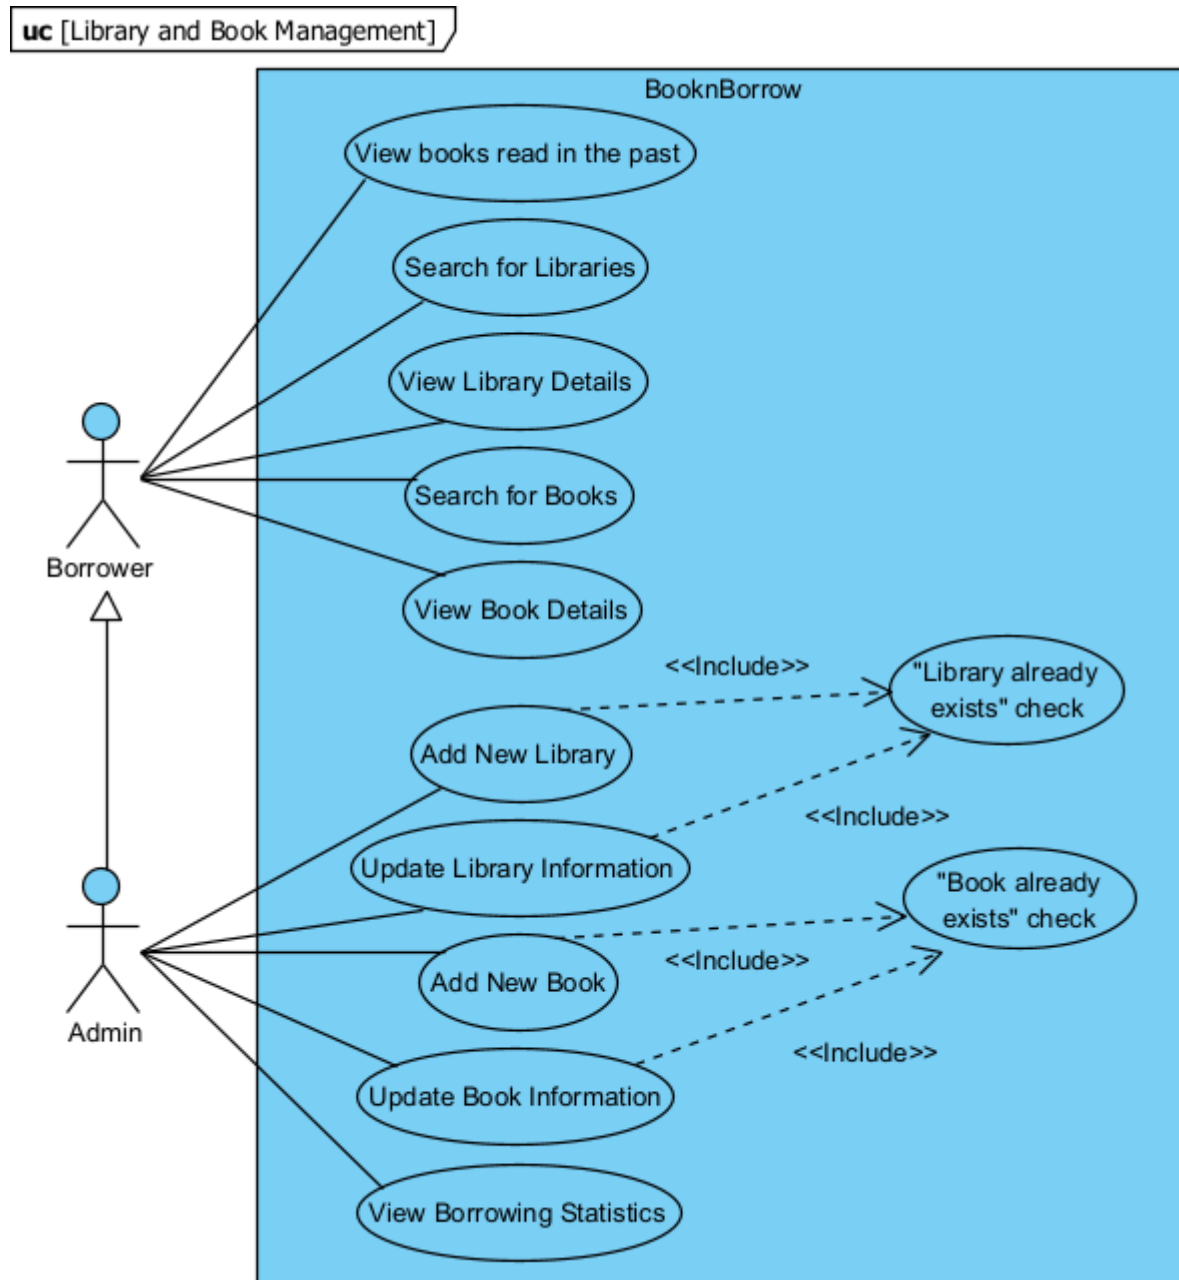 uc [Library and Book Management]
BooknBorrow
View books read in the past
Search for Libraries
View Library Details
Search for Books
Borrower
View Book Details
<<Include>>
"Library already
exists" check
Add New Library
<<Include>>
Update Library Information
"Book already
exists" check
<<Include>>
Add New Book
Admin
<<Include>>
Update Book Information
View Borrowing Statistics